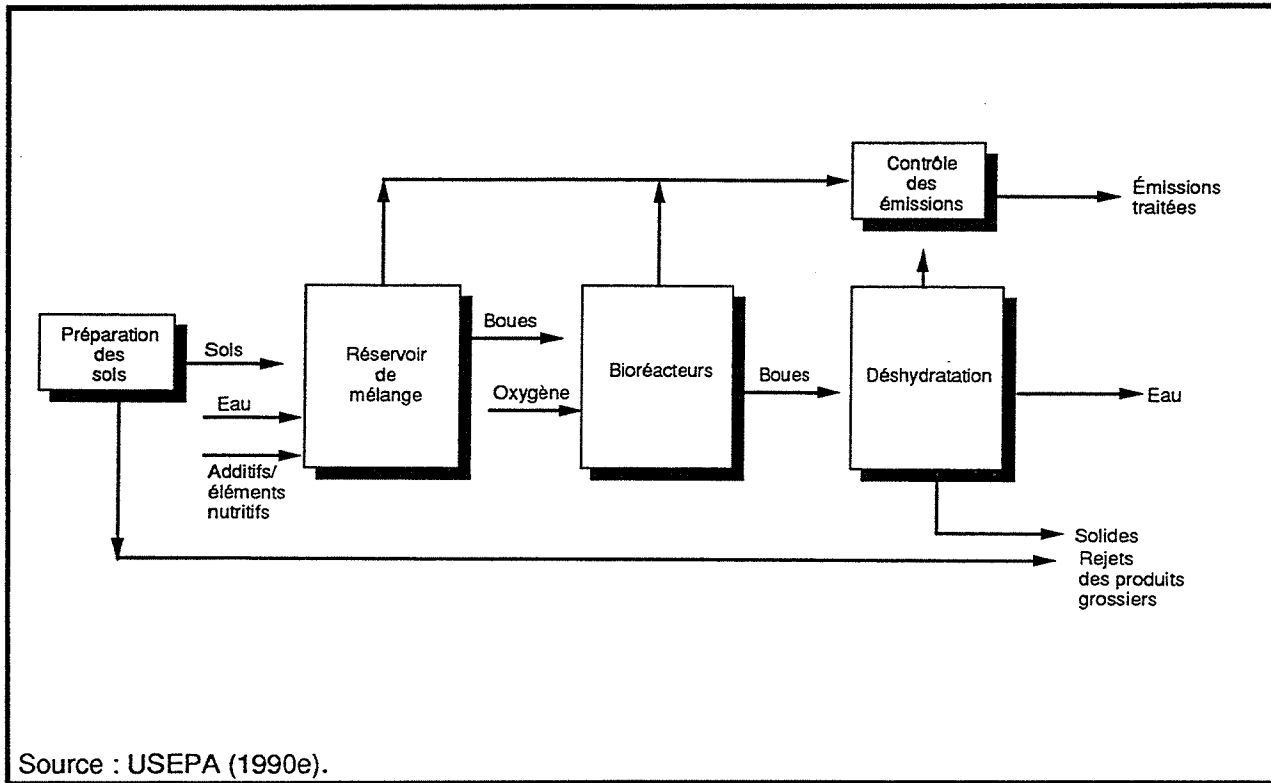 Contrôle
des
émissions
Émissions
traitées
Préparation
des
sols
Sols
Eau
Additifs/
éléments
nutritifs
Réservoir
de
mélange
Boues
Oxygène
Bioréacteurs
Boues
Déshydratation
Eau
Solides
Rejets
des produits
grossiers
Source : USEPA (1990e).